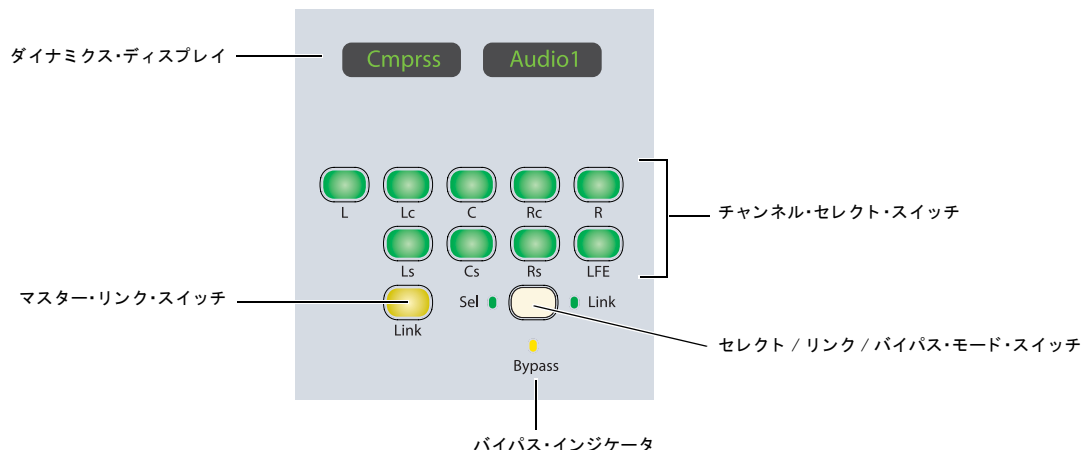 ダイナミクス・ディスプレイ
Cmprss Audio1
L Lc C Rc R
チャンネル・セレクト・スイッチ
Ls Cs Rs LFE
マスター・リンク・スイッチ
Sel Link
Link
セレクト / リンク / バイパス・モード・スイッチ
Bypass
バイパス・インジケータ